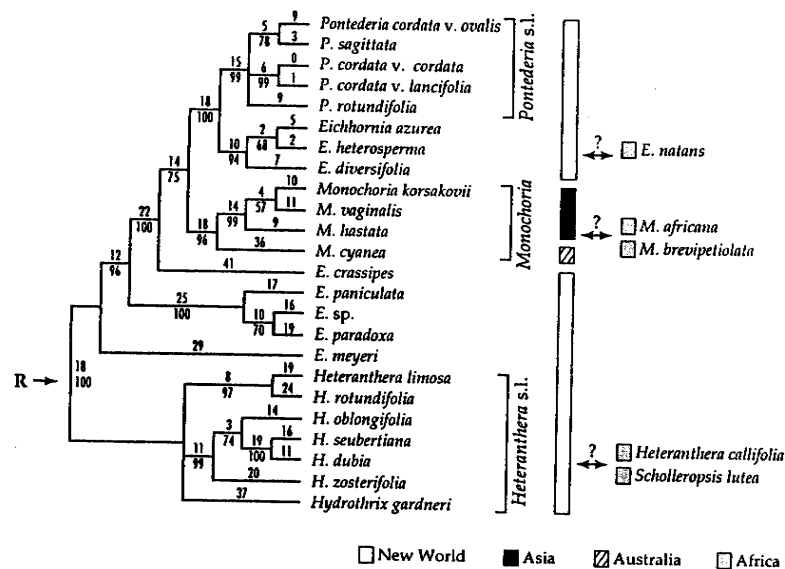 9
5
Pontederia cordata v. ovalis
78
3
P. sagittata
15
99
0
6
P. cordata v. cordata
99
1
P. cordata v. lancifolia
9
P. rotundifolia
Pontederia s.l.
18
100
5
2
Eichhornia azurea
10
68
2
E. heterosperma
94
7
E. diversifolia
?
E. natans
14
75
10
4
Monochoria korsakovii
14
57
11
M. vaginalis
99
9
M. hastata
18
96
36
M. cyanea
Monochoria
?
M. africana
M. brevipetiolata
22
100
41
E. crassipes
12
96
17
E. paniculata
25
100
16
10
E. sp.
70
19
E. paradoxa
29
E. meyeri
R
18
100
19
8
Heteranthera limosa
97
24
H. rotundifolia
14
3
H. oblongifolia
74
16
19
H. seubertiana
11
100
11
H. dubia
99
20
H. zosterifolia
37
Hydrothrix gardneri
Heteranthera s.l.
?
Heteranthera callifolia
Scholleropsis lutea
New World
Asia
Australia
Africa